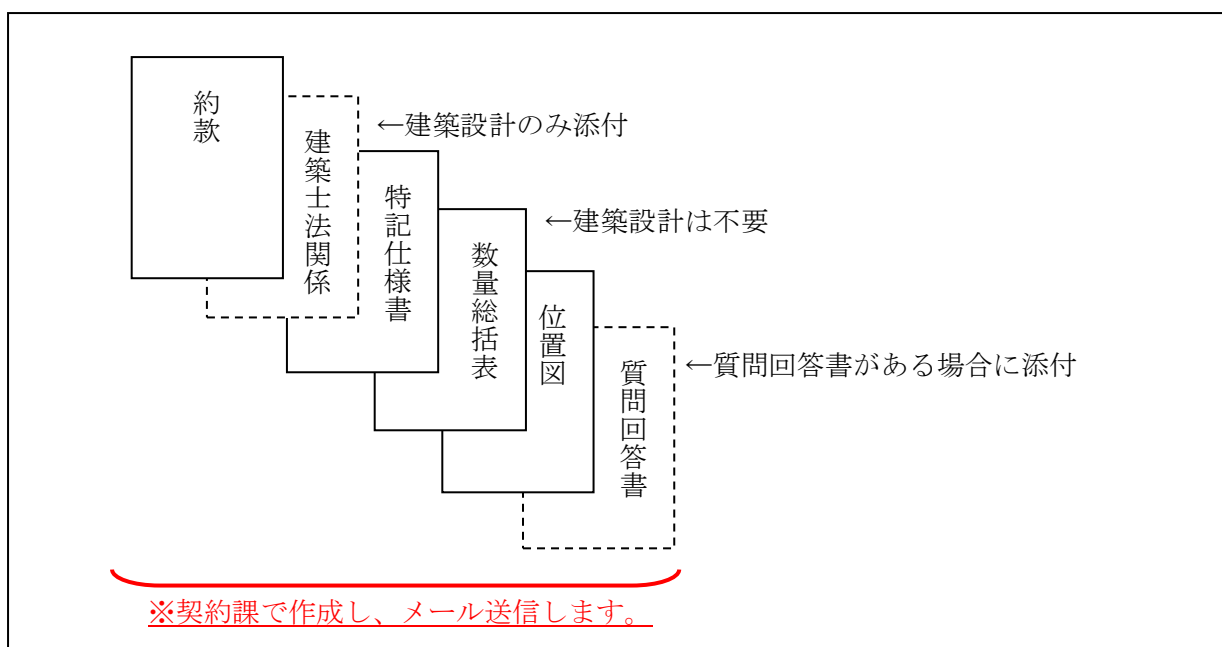 約款
建築士法関係
←建築設計のみ添付
特記仕様書
数量総括表
←建築設計は不要
位置図
質問回答書
←質問回答書がある場合に添付
※契約課で作成し、メール送信します。